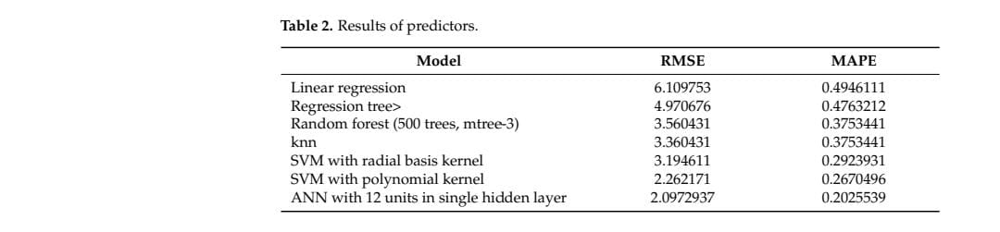 Table 2. Results of predictors.
Model RMSE MAPE
Linear regression 6.109753 0.4946111
Regression tree> 4.970676 0.4763212
Random forest (500 trees, mtree-3) 3.560431 0.3753441
knn 3.360431 0.3753441
SVM with radial basis kernel 3.194611 0.2923931
SVM with polynomial kernel 2.262171 0.2670496
ANN with 12 units in single hidden layer 2.0972937 0.2025539